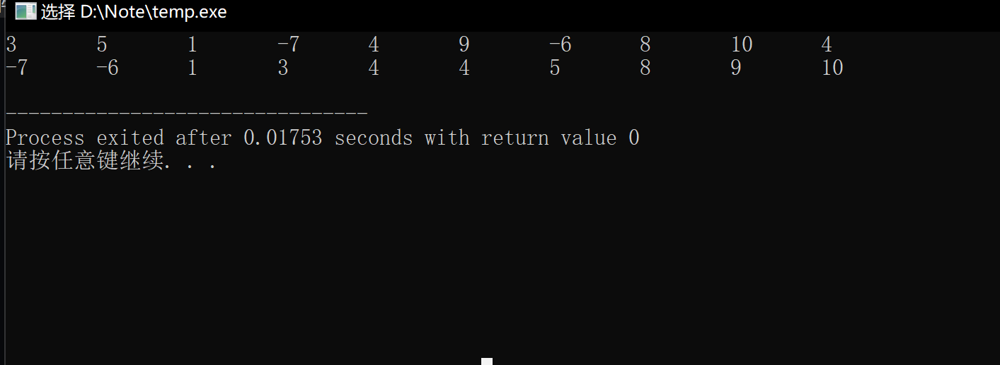 选择 D:\Note\temp.exe
3 5 1 -7 4 9 -6 8 10 4
-7 -6 1 3 4 4 5 8 9 10
--------------------------------
Process exited after 0.01753 seconds with return value 0
请按任意键继续. . .